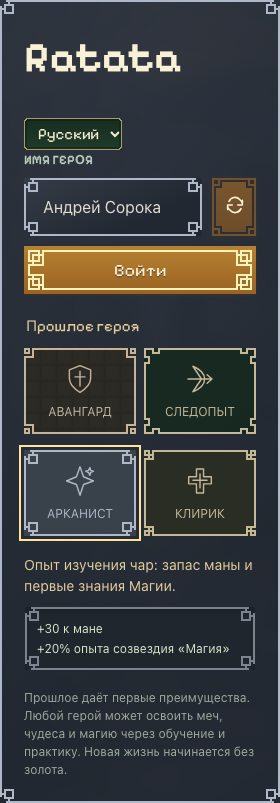 Ratata
Русский
ИМЯ ГЕРОЯ
Андрей Сорока
Войти
Прошлое героя
АВАНГАРД
СЛЕДОПЫТ
АРКАНИСТ
КЛИРИК
Опыт изучения чар: запас маны и
первые знания Магии.
+30 к мане
+20% опыта созвездия «Магия»
Прошлое даёт первые преимущества.
Любой герой может освоить меч,
чудеса и магию через обучение и
практику. Новая жизнь начинается без
золота.